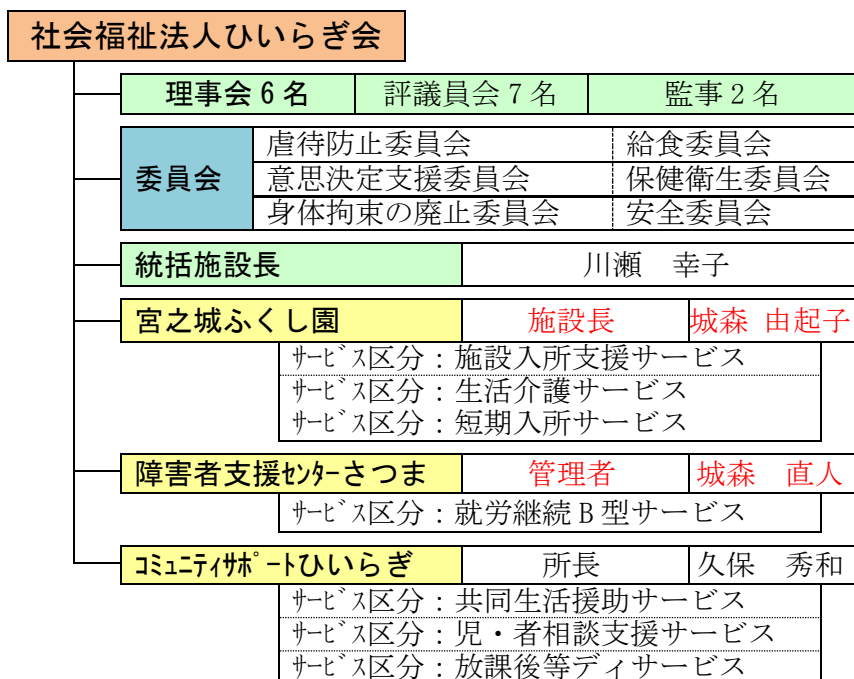 社会福祉法人ひいらぎ会
理事会6名 評議員会7名 監事2名
委員会
虐待防止委員会 給食委員会
意思決定支援委員会 保健衛生委員会
身体拘束の廃止委員会 安全委員会
統括施設長 川瀬 幸子
宮之城ふくし園 施設長 城森 由起子
ｻｰﾋﾞｽ区分：施設入所支援サービス
ｻｰﾋﾞｽ区分：生活介護サービス
ｻｰﾋﾞｽ区分：短期入所サービス
障害者支援ｾﾝﾀｰさつま 管理者 城森 直人
ｻｰﾋﾞｽ区分：就労継続B型サービス
ｺﾐｭﾆﾃｨｻﾎﾟｰﾄひいらぎ 所長 久保 秀和
ｻｰﾋﾞｽ区分：共同生活援助サービス
ｻｰﾋﾞｽ区分：児・者相談支援サービス
ｻｰﾋﾞｽ区分：放課後等ディサービス